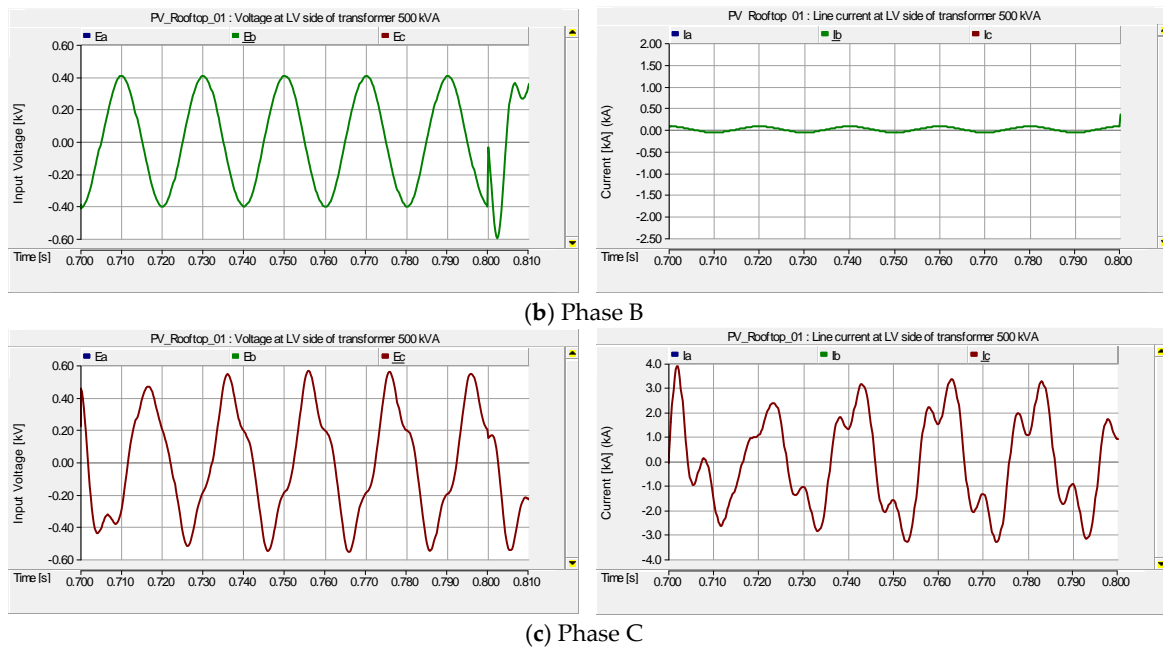 PV_Rooftop_01 : Voltage at LV side of transformer 500 kVA
Ea Eb Ec
0.60
0.40
0.20
0.00
-0.20
-0.40
-0.60
Input Voltage [kV]
Time [s] 0.700 0.710 0.720 0.730 0.740 0.750 0.760 0.770 0.780 0.790 0.800 0.810
PV_Rooftop_01 : Line current at LV side of transformer 500 kVA
Ia Ib Ic
2.00
1.50
1.00
0.50
0.00
-0.50
-1.00
-1.50
-2.00
-2.50
Current [kA] (kA)
Time [s] 0.700 0.710 0.720 0.730 0.740 0.750 0.760 0.770 0.780 0.790 0.800
(b) Phase B
PV_Rooftop_01 : Voltage at LV side of transformer 500 kVA
Ea Eb Ec
0.60
0.40
0.20
0.00
-0.20
-0.40
-0.60
Input Voltage [kV]
Time [s] 0.700 0.710 0.720 0.730 0.740 0.750 0.760 0.770 0.780 0.790 0.800 0.810
PV_Rooftop_01 : Line current at LV side of transformer 500 kVA
Ia Ib Ic
4.0
3.0
2.0
1.0
0.0
-1.0
-2.0
-3.0
-4.0
Current [kA] (kA)
Time [s] 0.700 0.710 0.720 0.730 0.740 0.750 0.760 0.770 0.780 0.790 0.800
(c) Phase C